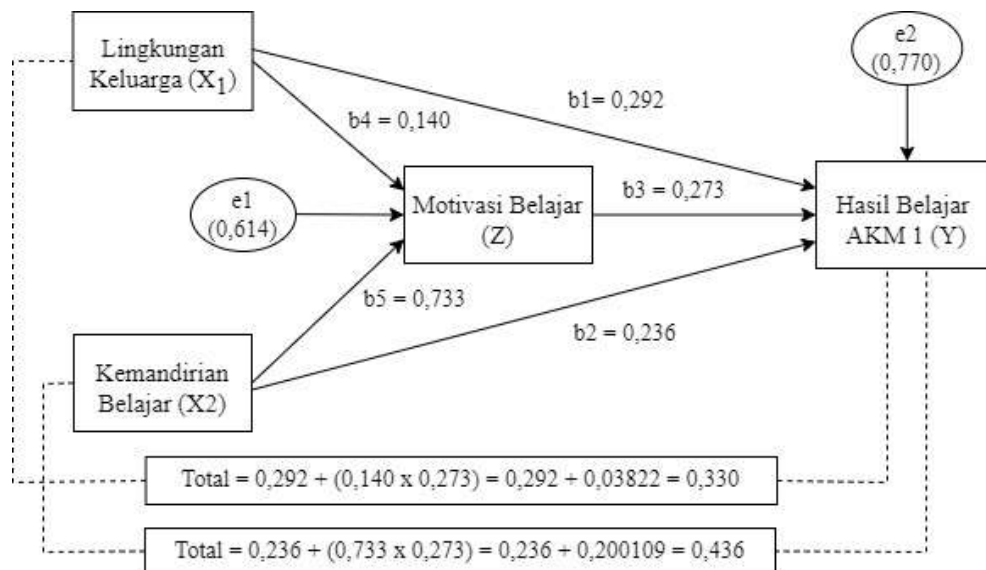 Lingkungan
Keluarga (X1)
e2
(0,770)
b1= 0,292
b4 = 0,140
e1
(0,614)
Motivasi Belajar
(Z)
b3 = 0,273
Hasil Belajar
AKM 1 (Y)
b5 = 0,733
b2 = 0,236
Kemandirian
Belajar (X2)
Total = 0,292 + (0,140 x 0,273) = 0,292 + 0,03822 = 0,330
Total = 0,236 + (0,733 x 0,273) = 0,236 + 0,200109 = 0,436